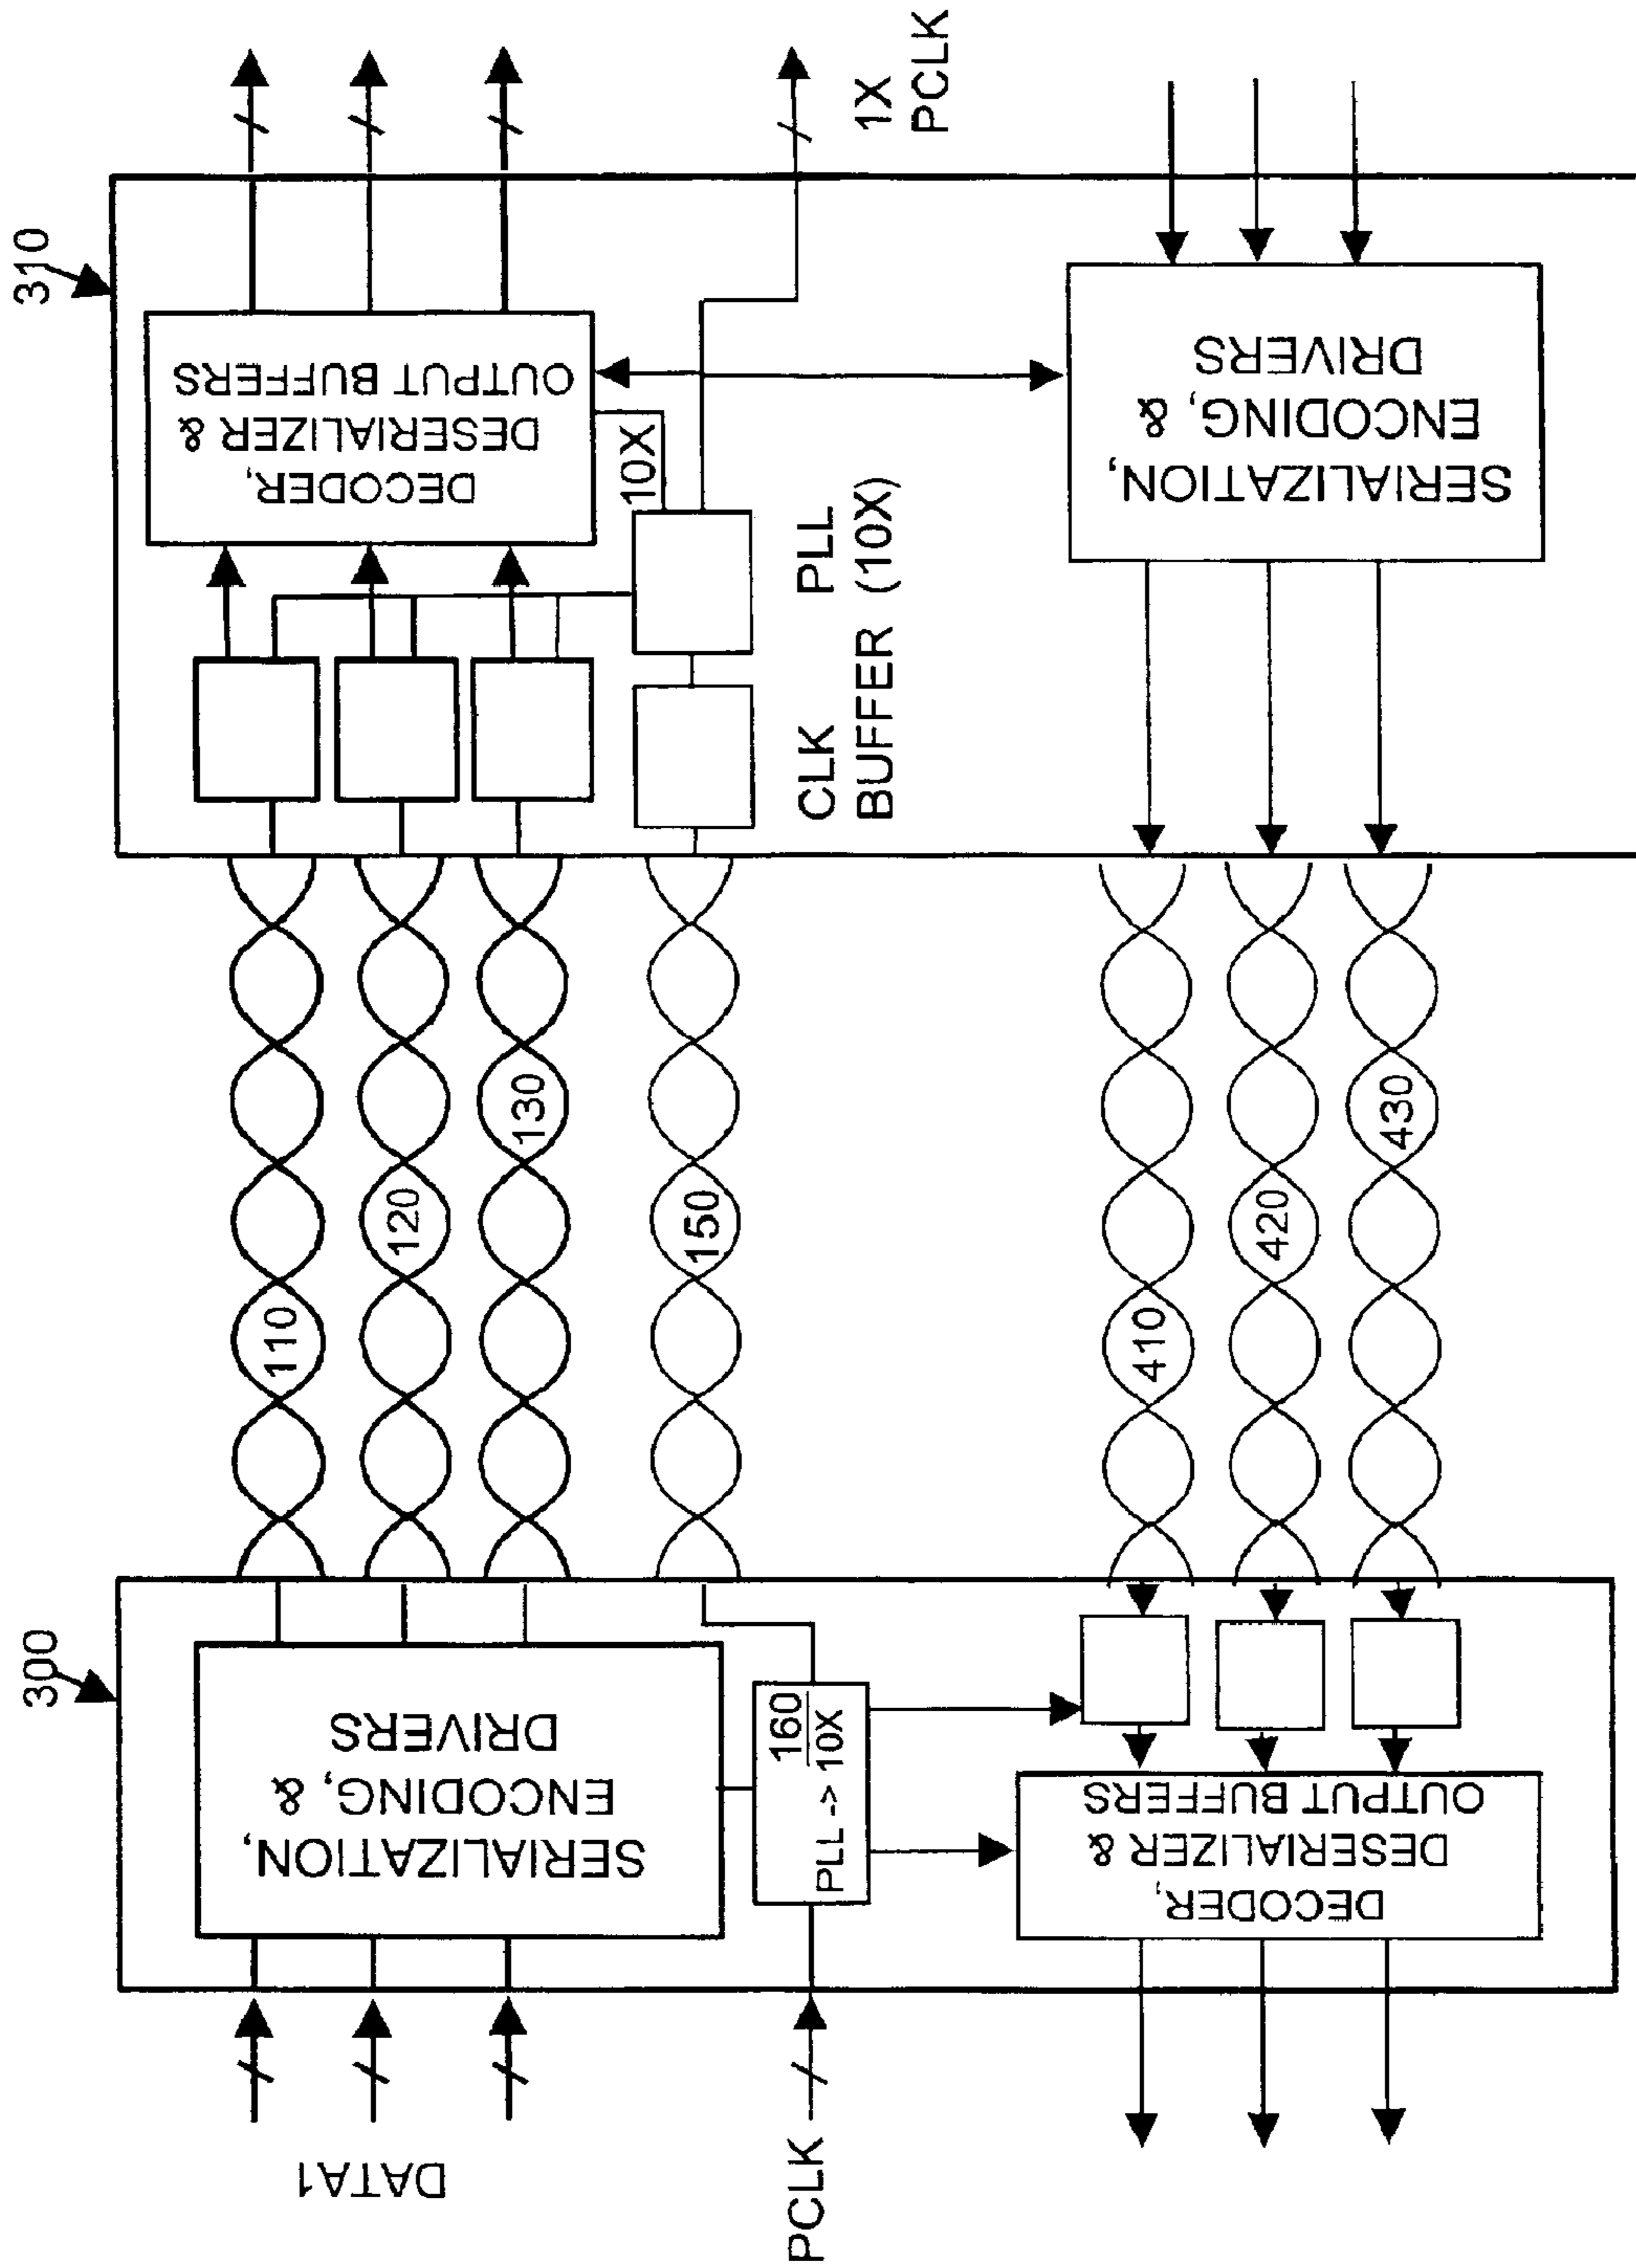 300
310
DATA1
SERIALIZATION,
ENCODING, &
DRIVERS
110
120
130
DECODER,
DESERIALIZER &
OUTPUT BUFFERS
10X
PCLK
160
PLL -> 10X
150
CLK
BUFFER
PLL
(10X)
1X
PCLK
DECODER,
DESERIALIZER &
OUTPUT BUFFERS
410
420
430
SERIALIZATION,
ENCODING, &
DRIVERS